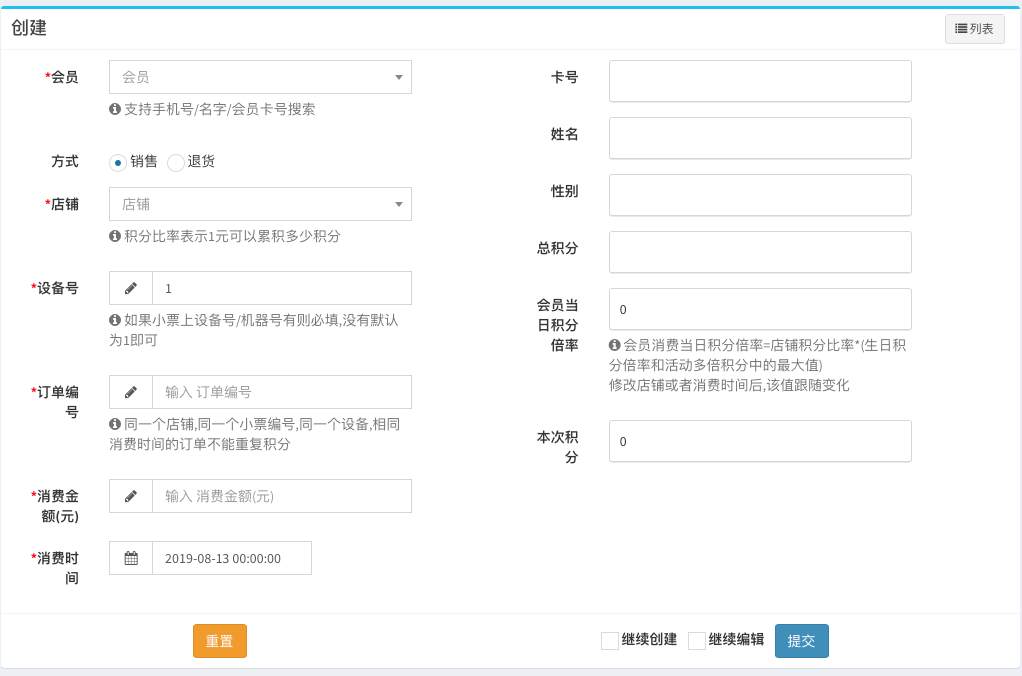 创建
列表
*会员
会员
支持手机号/名字/会员卡号搜索
方式
销售 退货
*店铺
店铺
积分比率表示1元可以累积多少积分
*设备号
1
如果小票上设备号/机器号有则必填,没有默认
为1即可
*订单编
号
输入 订单编号
同一个店铺,同一个小票编号,同一个设备,相同
消费时间的订单不能重复积分
*消费金
额(元)
输入 消费金额(元)
*消费时
间
2019-08-13 00:00:00
卡号
姓名
性别
总积分
会员当
日积分
倍率
0
会员消费当日积分倍率=店铺积分比率*(生日积
分倍率和活动多倍积分中的最大值)
修改店铺或者消费时间后,该值跟随变化
本次积
分
0
重置
继续创建 继续编辑 提交